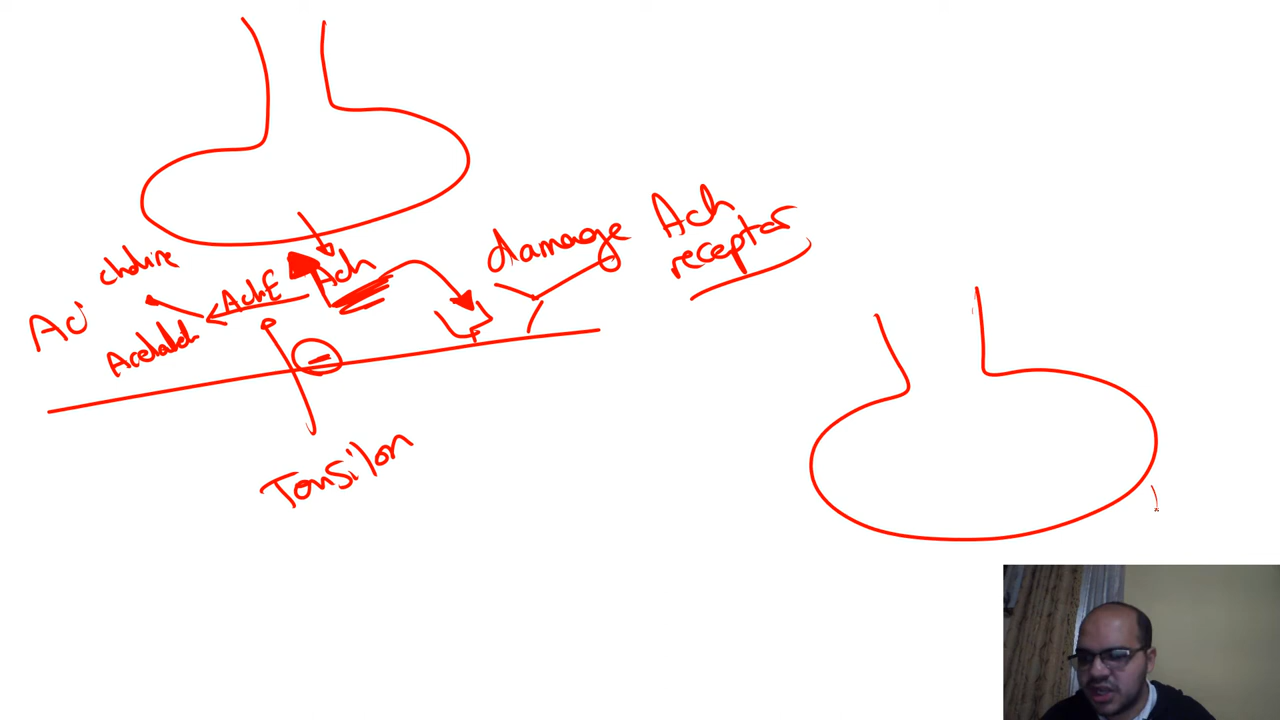 damage Ach
receptor
choline
AchE
Ach
Ac
Tensilon